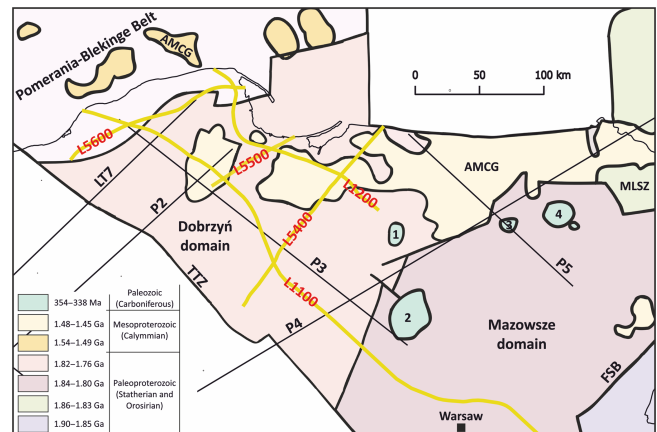 Pomerania-Blekinge Belt
AMCG
0 50 100 km
L5600
L5500
L1200
AMCG
MLSZ
LT7
P2
Dobrzyń
domain
L5400
1
3
4
P3
P5
TTZ
L1100
2
P4
Mazowsze
domain
FSB
Warsaw
354–338 Ma
Paleozoic
(Carboniferous)
1.48–1.45 Ga
Mesoproterozoic
(Calymmian)
1.54–1.49 Ga
1.82–1.76 Ga
1.84–1.80 Ga
Paleoproterozoic
(Statherian and
Orosirian)
1.86–1.83 Ga
1.90–1.85 Ga